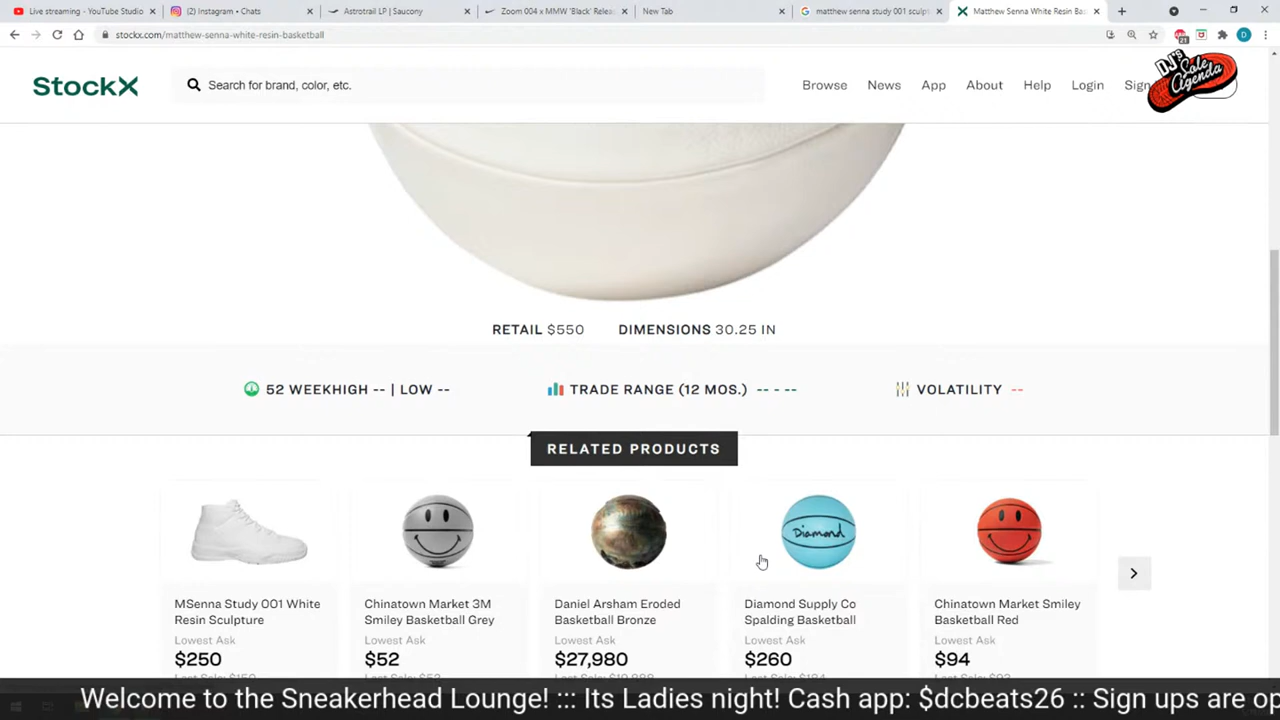 Live streaming - YouTube Studio
(2) Instagram • Chats
Astrotrail LP | Saucony
Zoom 004 x MMW 'Black' Relea
New Tab
matthew senna study 001 sculpt
Matthew Senna White Resin Bas
stockx.com/matthew-senna-white-resin-basketball
21
D
StockX
Search for brand, color, etc.
Browse
News
App
About
Help
Login
Sign
DJ's
Sole
Agenda
RETAIL $550
DIMENSIONS 30.25 IN
52 WEEKHIGH -- | LOW --
TRADE RANGE (12 MOS.) -- - --
VOLATILITY --
RELATED PRODUCTS
Diamond
MSenna Study 001 White
Resin Sculpture
Lowest Ask
$250
Chinatown Market 3M
Smiley Basketball Grey
Lowest Ask
$52
Daniel Arsham Eroded
Basketball Bronze
Lowest Ask
$27,980
Diamond Supply Co
Spalding Basketball
Lowest Ask
$260
Chinatown Market Smiley
Basketball Red
Lowest Ask
$94
Welcome to the Sneakerhead Lounge! ::: Its Ladies night! Cash app: $dcbeats26 :: Sign ups are op